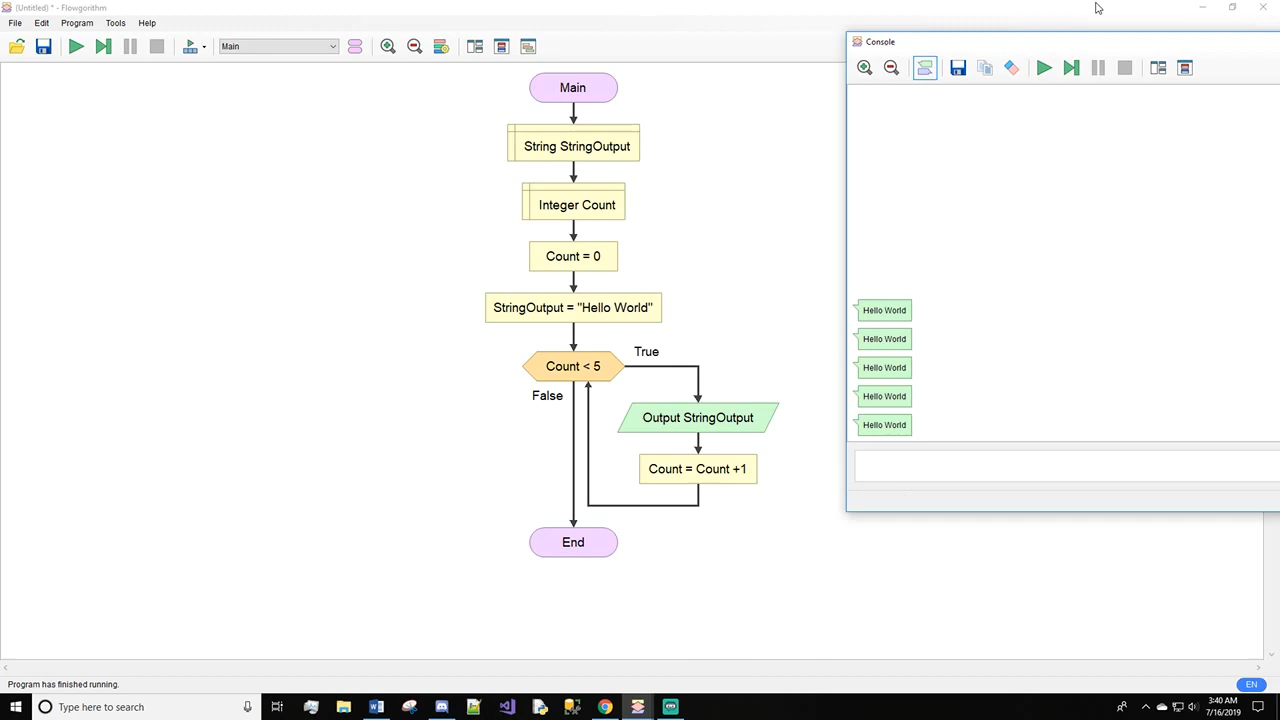 (Untitled) * - Flowgorithm
File Edit Program Tools Help
Main
Console
Main
String StringOutput
Integer Count
Count = 0
StringOutput = "Hello World"
Count < 5
True
False
Output StringOutput
Count = Count +1
End
Hello World
Hello World
Hello World
Hello World
Hello World
Program has finished running.
EN
Type here to search
3:40 AM
7/16/2019